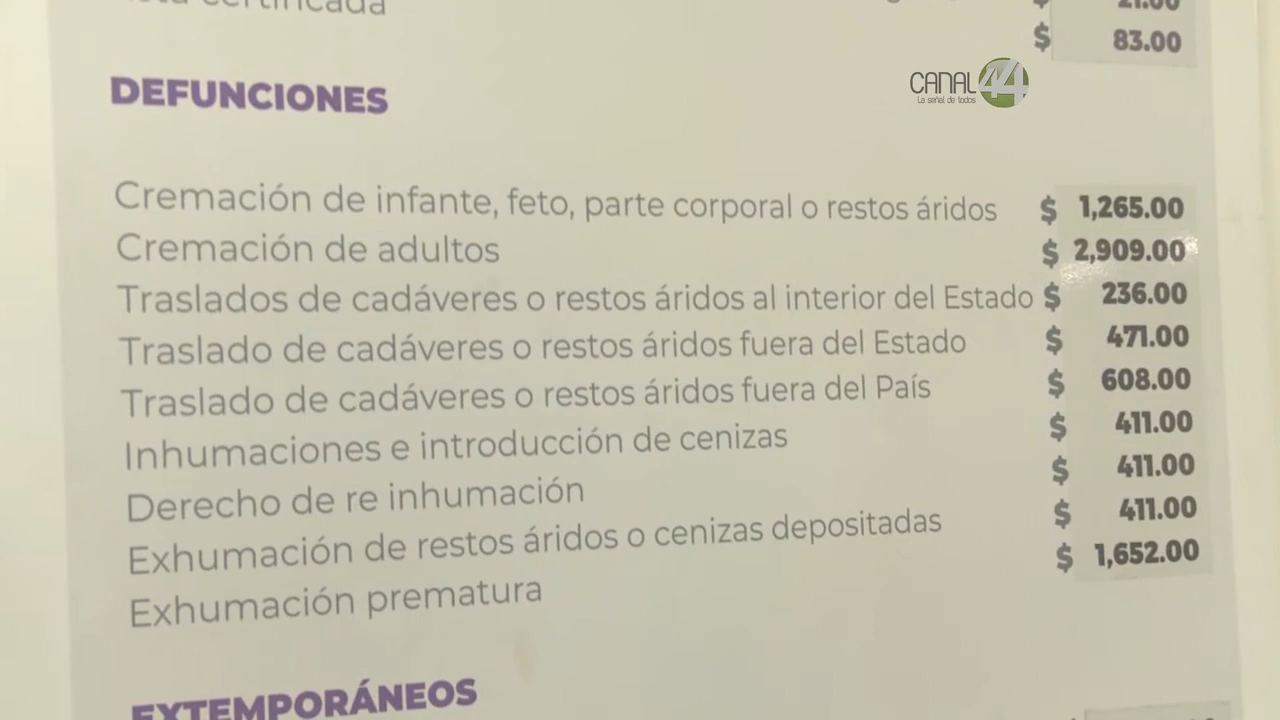 certificada
$ 21.00
$ 83.00
CANAL 44
La señal de todos
DEFUNCIONES
Cremación de infante, feto, parte corporal o restos áridos $ 1,265.00
Cremación de adultos $ 2,909.00
Traslados de cadáveres o restos áridos al interior del Estado $ 236.00
Traslado de cadáveres o restos áridos fuera del Estado $ 471.00
Traslado de cadáveres o restos áridos fuera del País $ 608.00
Inhumaciones e introducción de cenizas $ 411.00
Derecho de re inhumación $ 411.00
Exhumación de restos áridos o cenizas depositadas $ 411.00
Exhumación prematura $ 1,652.00
EXTEMPORÁNEOS